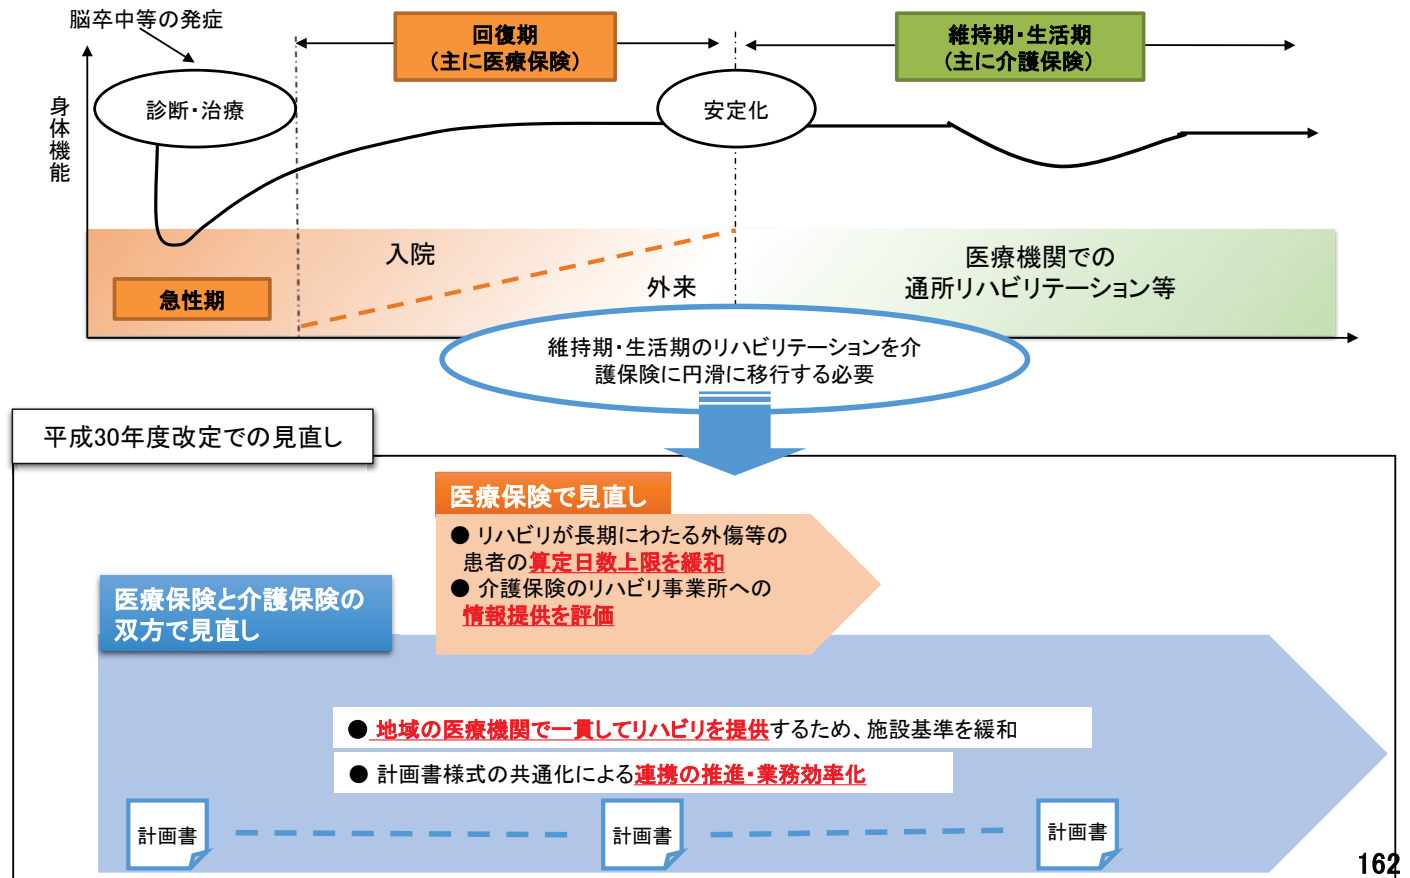 脳卒中等の発症
回復期
（主に医療保険）
維持期・生活期
（主に介護保険）
身体機能
診断・治療
安定化
入院
外来
急性期
医療機関での
通所リハビリテーション等
維持期・生活期のリハビリテーションを介
護保険に円滑に移行する必要
平成30年度改定での見直し
医療保険で見直し
● リハビリが長期にわたる外傷等の
患者の算定日数上限を緩和
● 介護保険のリハビリ事業所への
情報提供を評価
医療保険と介護保険の
双方で見直し
● 地域の医療機関で一貫してリハビリを提供するため、施設基準を緩和
● 計画書様式の共通化による連携の推進・業務効率化
計画書
計画書
計画書
162